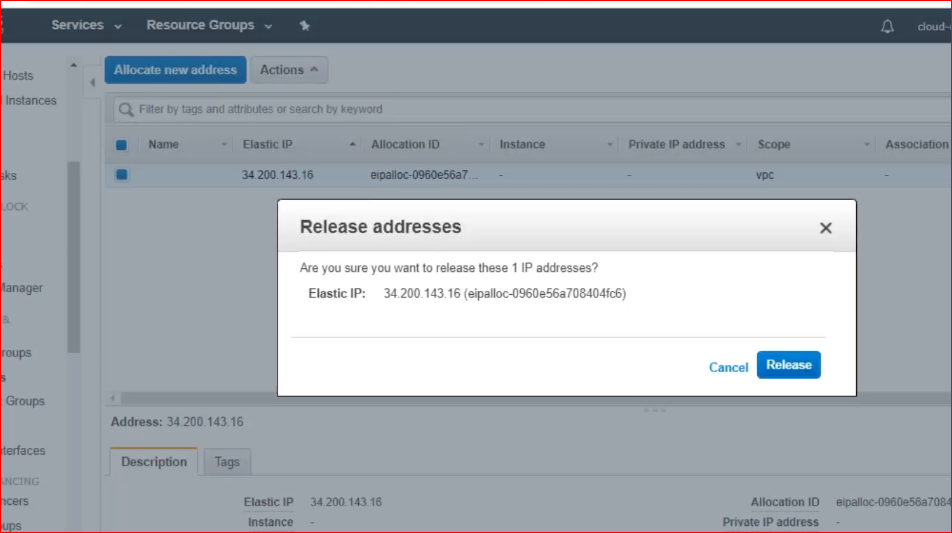 Services Resource Groups cloud-
Hosts
Instances
sks
LOCK
Manager
&
roups
s
Groups
terfaces
ANCING
ncers
ups
Allocate new address Actions
Filter by tags and attributes or search by keyword
Name Elastic IP Allocation ID Instance Private IP address Scope Association
34.200.143.16 eipalloc-0960e56a7... - - vpc -
Release addresses
Are you sure you want to release these 1 IP addresses?
Elastic IP: 34.200.143.16 (eipalloc-0960e56a708404fc6)
Cancel Release
Address: 34.200.143.16
Description Tags
Elastic IP 34.200.143.16 Allocation ID eipalloc-0960e56a7084
Instance - Private IP address -